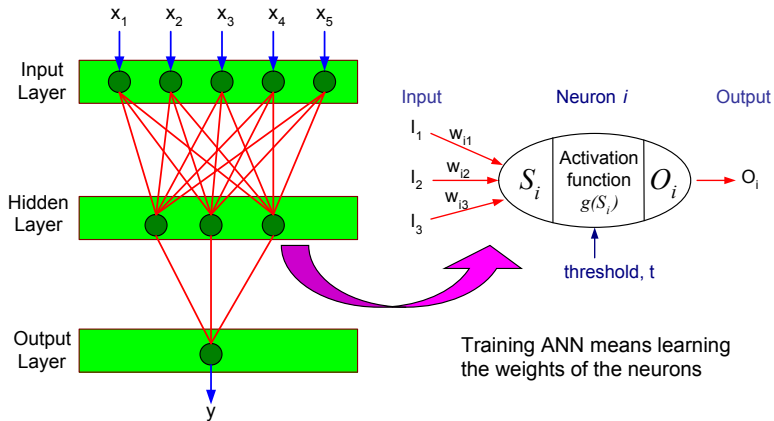 x1 x2 x3 x4 x5
Input
Layer
Hidden
Layer
Output
Layer
y
Input Neuron i Output
I1 wi1
I2 wi2
I3 wi3
Si
Activation
function
g(Si)
Oi
Oi
threshold, t
Training ANN means learning
the weights of the neurons